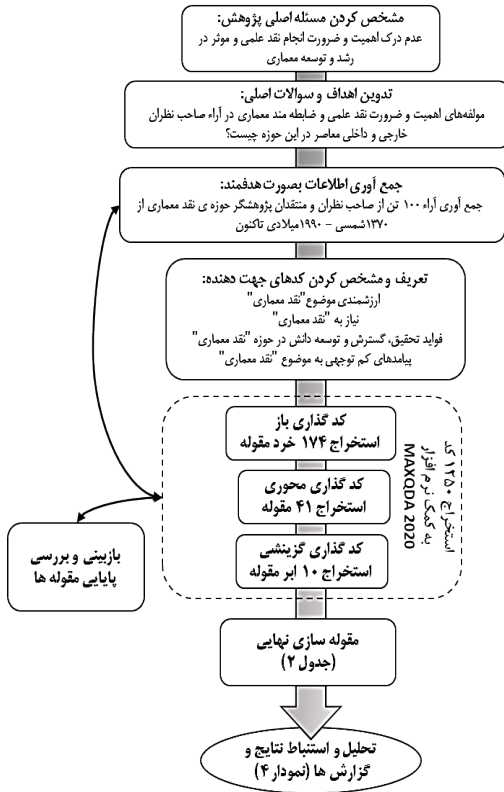 مشخص کردن مسئله اصلی پژوهش:
عدم درک اهمیت و ضرورت انجام نقد علمی و موثر در
رشد و توسعه معماری
تدوین اهداف و سوالات اصلی:
مولفه‌های اهمیت و ضرورت نقد علمی و ضابطه مند معماری در آراء صاحب نظران
خارجی و داخلی معاصر در این حوزه چیست؟
جمع آوری اطلاعات بصورت هدفمند:
جمع آوری آراء ۱۰۰ تن از صاحب نظران و منتقدان پژوهشگر حوزه ی نقد معماری از
۱۳۷۰شمسی – ۱۹۹۰میلادی تاکنون
تعریف و مشخص کردن کدهای جهت دهنده:
ارزشمندی موضوع"نقد معماری"
نیاز به "نقد معماری"
فواید تحقیق، گسترش و توسعه دانش در حوزه "نقد معماری"
پیامدهای کم توجهی به موضوع "نقد معماری"
کد گذاری باز
استخراج ۱۷۴ خرد مقوله
کد گذاری محوری
استخراج ۴۱ مقوله
کد گذاری گزینشی
استخراج ۱۰ ابر مقوله
استخراج ۱۲۵۰ کد
به کمک نرم افزار
MAXQDA 2020
بازبینی و بررسی
پایایی مقوله ها
مقوله سازی نهایی
(جدول ۲)
تحلیل و استنباط نتایج و
گزارش ها (نمودار ۴)